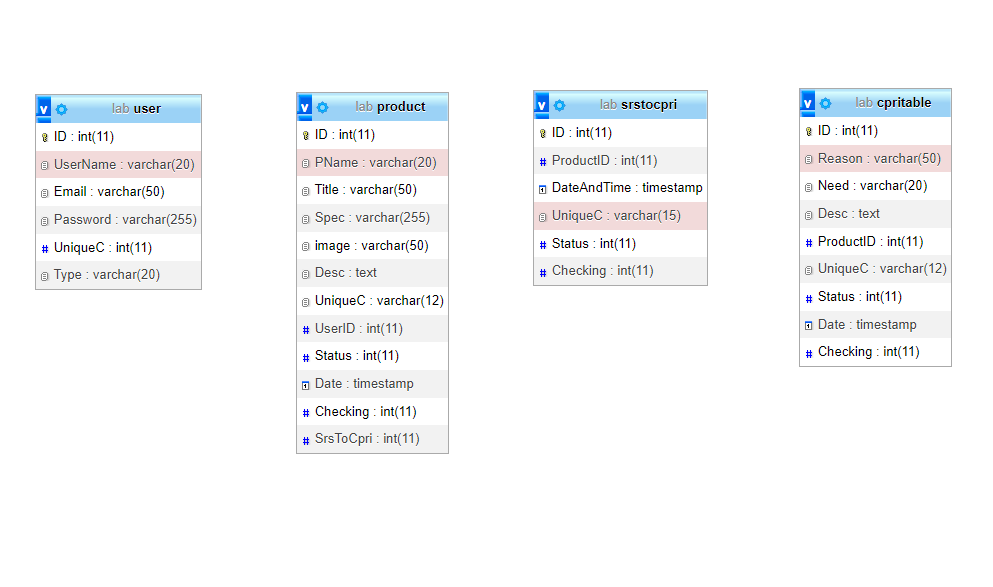 lab user
ID : int(11)
UserName : varchar(20)
Email : varchar(50)
Password : varchar(255)
UniqueC : int(11)
Type : varchar(20)
lab product
ID : int(11)
PName : varchar(20)
Title : varchar(50)
Spec : varchar(255)
image : varchar(50)
Desc : text
UniqueC : varchar(12)
UserID : int(11)
Status : int(11)
Date : timestamp
Checking : int(11)
SrsToCpri : int(11)
lab srstocpri
ID : int(11)
ProductID : int(11)
DateAndTime : timestamp
UniqueC : varchar(15)
Status : int(11)
Checking : int(11)
lab cpritable
ID : int(11)
Reason : varchar(50)
Need : varchar(20)
Desc : text
ProductID : int(11)
UniqueC : varchar(12)
Status : int(11)
Date : timestamp
Checking : int(11)